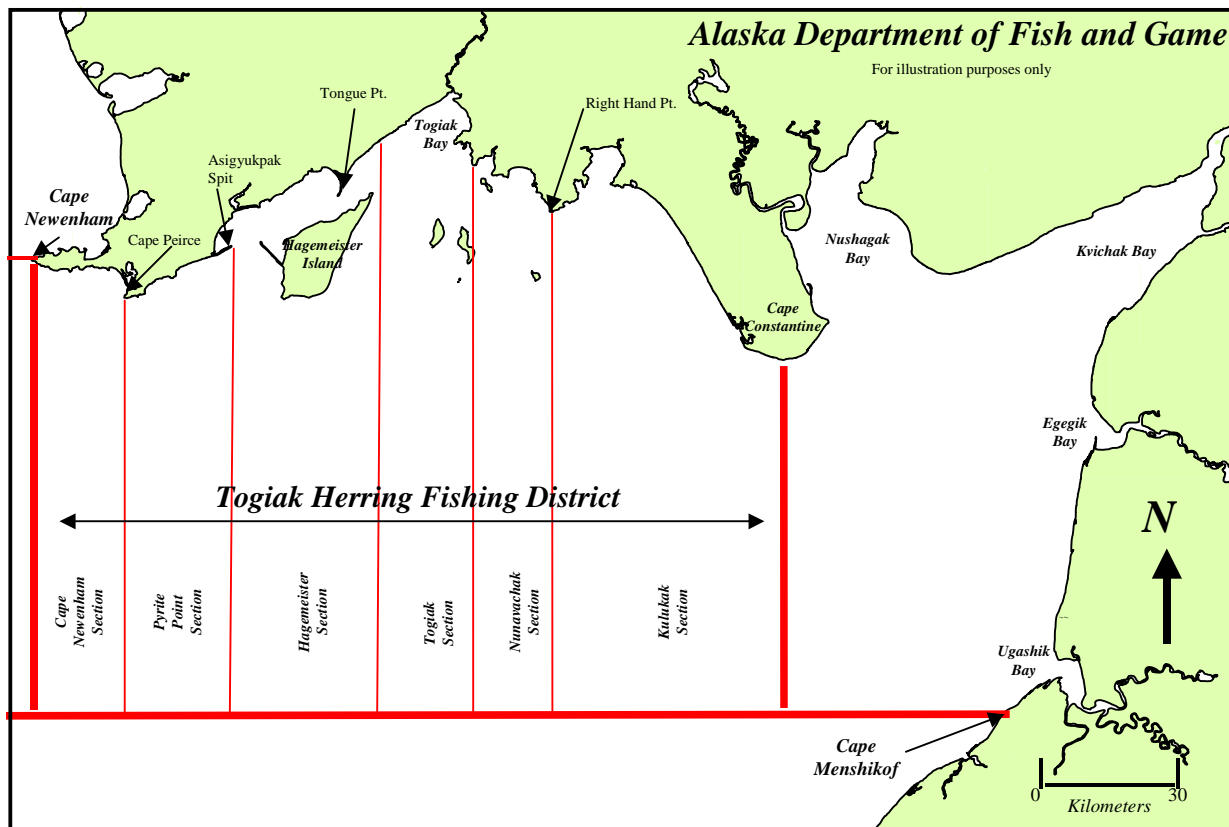 Alaska Department of Fish and Game
For illustration purposes only
Tongue Pt.
Togiak
Bay
Right Hand Pt.
Asigyukpak
Spit
Cape
Newenham
Cape Peirce
Hagemeister
Island
Nushagak
Bay
Kvichak Bay
Cape
Constantine
Egegik
Bay
Togiak Herring Fishing District
N
Cape
Newenham
Section
Pyrite
Point
Section
Hagemeister
Section
Togiak
Section
Nunavachak
Section
Kulukak
Section
Ugashik
Bay
Cape
Menshikof
0 30
Kilometers